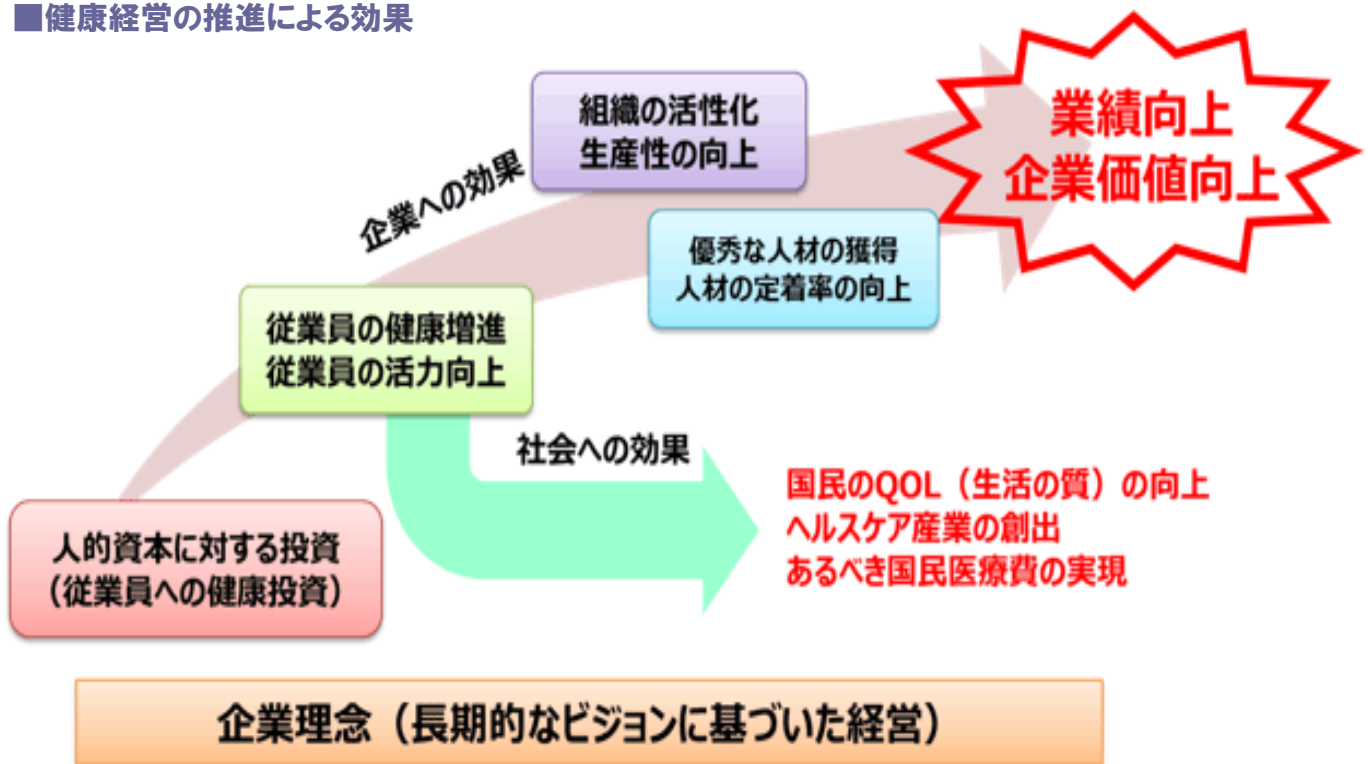 ■健康経営の推進による効果
組織の活性化
生産性の向上
業績向上
企業価値向上
企業への効果
優秀な人材の獲得
人材の定着率の向上
従業員の健康増進
従業員の活力向上
社会への効果
国民のQOL（生活の質）の向上
ヘルスケア産業の創出
あるべき国民医療費の実現
人的資本に対する投資
（従業員への健康投資）
企業理念（長期的なビジョンに基づいた経営）